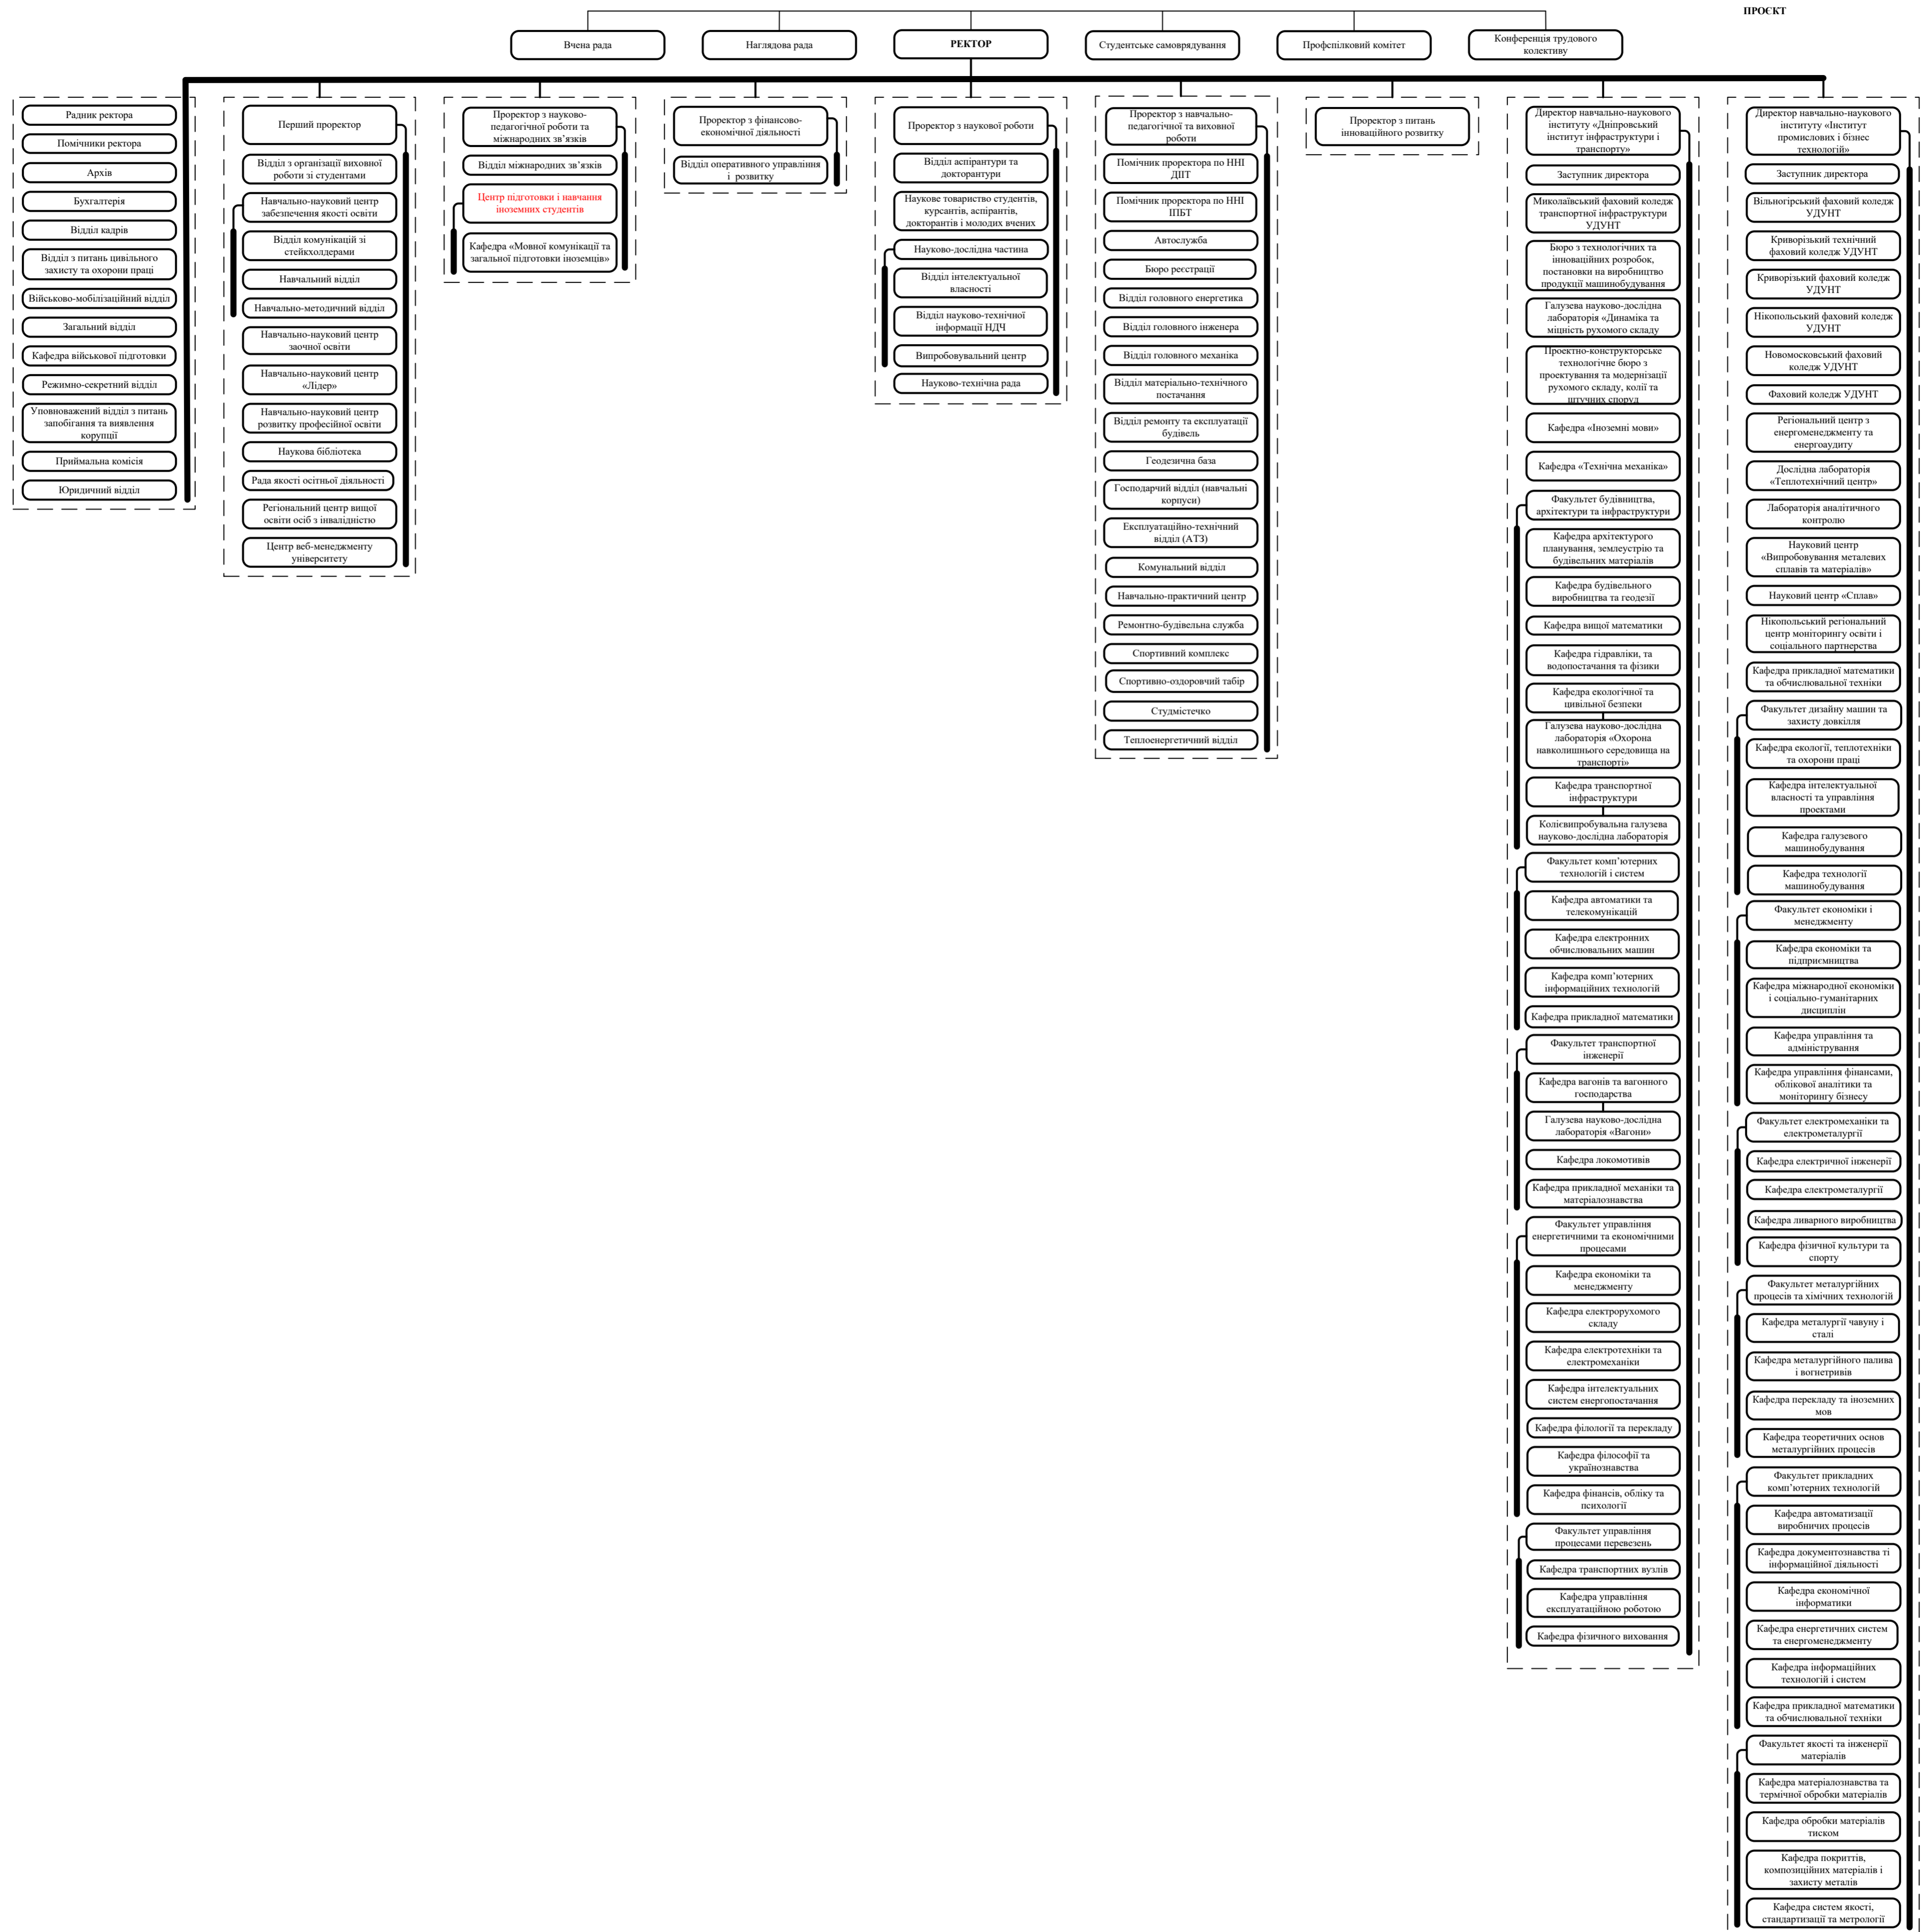 ПРОЄКТ
Вчена рада
Наглядова рада
РЕКТОР
Студентське самоврядування
Профспілковий комітет
Конференція трудового
колективу
Радник ректора
Помічники ректора
Архів
Бухгалтерія
Відділ кадрів
Відділ з питань цивільного
захисту та охорони праці
Військово-мобілізаційний відділ
Загальний відділ
Кафедра військової підготовки
Режимно-секретний відділ
Уповноважений відділ з питань
запобігання та виявлення
корупції
Приймальна комісія
Юридичний відділ
Перший проректор
Відділ з організації виховної
роботи зі студентами
Навчально-науковий центр
забезпечення якості освіти
Відділ комунікацій зі
стейкхолдерами
Навчальний відділ
Навчально-методичний відділ
Навчально-науковий центр
заочної освіти
Навчально-науковий центр
«Лідер»
Навчально-науковий центр
розвитку професійної освіти
Наукова бібліотека
Рада якості осітньої діяльності
Регіональний центр вищої
освіти осіб з інвалідністю
Центр веб-менеджменту
університету
Проректор з науково-
педагогічної роботи та
міжнародних зв’язків
Відділ міжнародних зв’язків
Центр підготовки і навчання
іноземних студентів
Кафедра «Мовної комунікації та
загальної підготовки іноземців»
Проректор з фінансово-
економічної діяльності
Відділ оперативного управління
і розвитку
Проректор з наукової роботи
Відділ аспірантури та
докторантури
Наукове товариство студентів,
курсантів, аспірантів,
докторантів і молодих вчених
Науково-дослідна частина
Відділ інтелектуальної
власності
Відділ науково-технічної
інформації НДЧ
Випробовувальний центр
Науково-технічна рада
Проректор з навчально-
педагогічної та виховної
роботи
Помічник проректора по ННІ
ДІІТ
Помічник проректора по ННІ
ІПБТ
Автослужба
Бюро реєстрації
Відділ головного енергетика
Відділ головного інженера
Відділ головного механіка
Відділ матеріально-технічного
постачання
Відділ ремонту та експлуатації
будівель
Геодезична база
Господарчий відділ (навчальні
корпуси)
Експлуатаційно-технічний
відділ (АТЗ)
Комунальний відділ
Навчально-практичний центр
Ремонтно-будівельна служба
Спортивний комплекс
Спортивно-оздоровчий табір
Студмістечко
Теплоенергетичний відділ
Проректор з питань
інноваційного розвитку
Директор навчально-наукового
інституту «Дніпровський
інститут інфраструктури і
транспорту»
Заступник директора
Миколаївський фаховий коледж
транспортної інфраструктури
УДУНТ
Бюро з технологічних та
інноваційних розробок,
постановки на виробництво
продукції машинобудування
Галузева науково-дослідна
лабораторія «Динаміка та
міцність рухомого складу
Проектно-конструкторське
технологічне бюро з
проектування та модернізації
рухомого складу, колії та
штучних споруд
Кафедра «Іноземні мови»
Кафедра «Технічна механіка»
Факультет будівництва,
архітектури та інфраструктури
Кафедра архітектурого
планування, землеустрію та
будівельних матеріалів
Кафедра будівельного
виробництва та геодезії
Кафедра вищої математики
Кафедра гідравліки, та
водопостачання та фізики
Кафедра екологічної та
цивільної безпеки
Галузева науково-дослідна
лабораторія «Охорона
навколишнього середовища на
транспорті»
Кафедра транспортної
інфраструктури
Колієвипробувальна галузева
науково-дослідна лабораторія
Факультет комп’ютерних
технологій і систем
Кафедра автоматики та
телекомунікацій
Кафедра електронних
обчислювальних машин
Кафедра комп’ютерних
інформаційних технологій
Кафедра прикладної математики
Факультет транспортної
інженерії
Кафедра вагонів та вагонного
господарства
Галузева науково-дослідна
лабораторія «Вагони»
Кафедра локомотивів
Кафедра прикладної механіки та
матеріалознавства
Факультет управління
енергетичними та економічними
процесами
Кафедра економіки та
менеджменту
Кафедра електрорухомого
складу
Кафедра електротехніки та
електромеханіки
Кафедра інтелектуальних
систем енергопостачання
Кафедра філології та перекладу
Кафедра філософії та
українознавства
Кафедра фінансів, обліку та
психології
Факультет управління
процесами перевезень
Кафедра транспортних вузлів
Кафедра управління
експлуатаційною роботою
Кафедра фізичного виховання
Директор навчально-наукового
інституту «Інститут
промислових і бізнес
технологій»
Заступник директора
Вільногірський фаховий коледж
УДУНТ
Криворізький технічний
фаховий коледж УДУНТ
Криворізький фаховий коледж
УДУНТ
Нікопольський фаховий коледж
УДУНТ
Новомосковський фаховий
коледж УДУНТ
Фаховий коледж УДУНТ
Регіональний центр з
енергоменеджменту та
енергоаудиту
Дослідна лабораторія
«Теплотехнічний центр»
Лабораторія аналітичного
контролю
Науковий центр
«Випробовування металевих
сплавів та матеріалів»
Науковий центр «Сплав»
Нікопольський регіональний
центр моніторингу освіти і
соціального партнерства
Кафедра прикладної математики
та обчислювальної техніки
Факультет дизайну машин та
захисту довкілля
Кафедра екології, теплотехніки
та охорони праці
Кафедра інтелектуальної
власності та управління
проектами
Кафедра галузевого
машинобудування
Кафедра технології
машинобудування
Факультет економіки і
менеджменту
Кафедра економіки та
підприємництва
Кафедра міжнародної економіки
і соціально-гуманітарних
дисциплін
Кафедра управління та
адміністрування
Кафедра управління фінансами,
облікової аналітики та
моніторингу бізнесу
Факультет електромеханіки та
електрометалургії
Кафедра електричної інженерії
Кафедра електрометалургії
Кафедра ливарного виробництва
Кафедра фізичної культури та
спорту
Факультет металургійних
процесів та хімічних технологій
Кафедра металургії чавуну і
сталі
Кафедра металургійного палива
і вогнетривів
Кафедра перекладу та іноземних
мов
Кафедра теоретичних основ
металургійних процесів
Факультет прикладних
комп’ютерних технологій
Кафедра автоматизації
виробничих процесів
Кафедра документознавства ті
інформаційної діяльності
Кафедра економічної
інформатики
Кафедра енергетичних систем
та енергоменеджменту
Кафедра інформаційних
технологій і систем
Кафедра прикладної математики
та обчислювальної техніки
Факультет якості та інженерії
матеріалів
Кафедра матеріалознавства та
термічної обробки матеріалів
Кафедра обробки матеріалів
тиском
Кафедра покриттів,
композиційних матеріалів і
захисту металів
Кафедра систем якості,
стандартизації та метрології